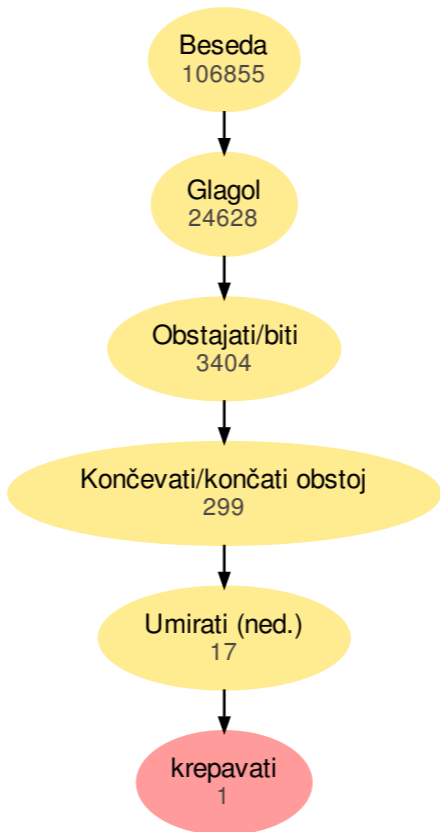 Beseda
106855
Glagol
24628
Obstajati/biti
3404
Končevati/končati obstoj
299
Umirati (ned.)
17
krepavati
1